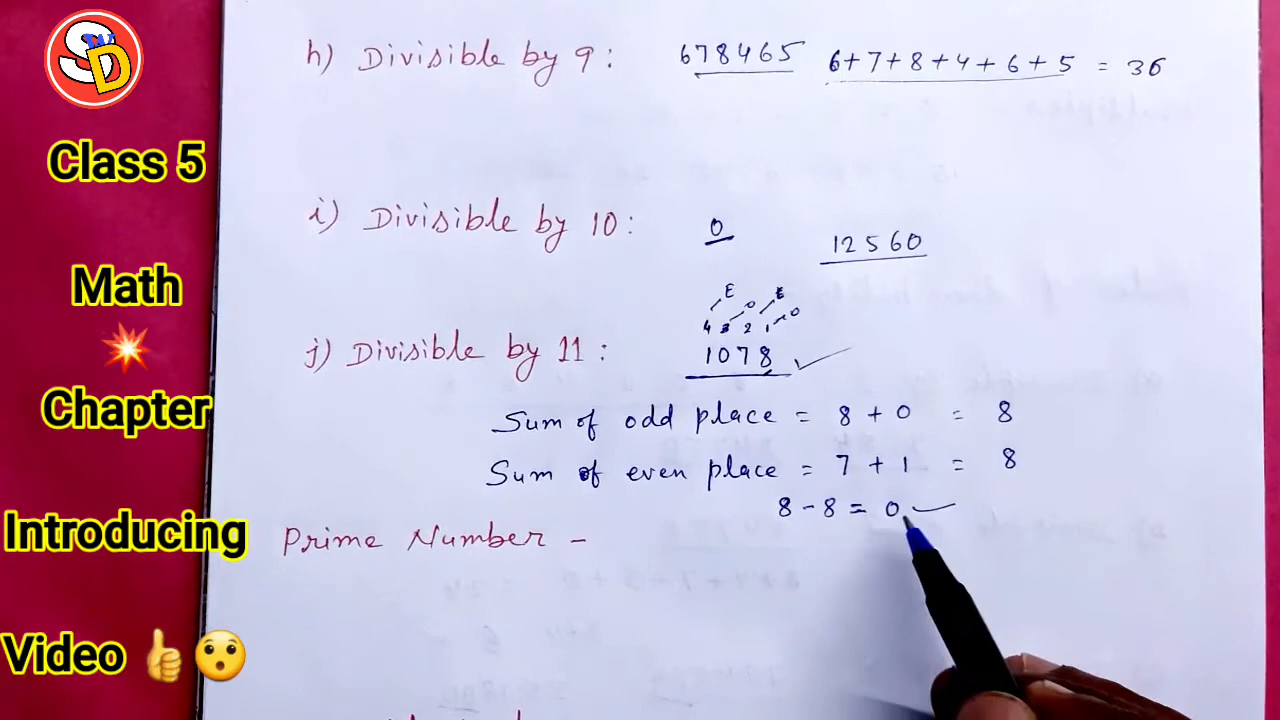 SWD
Class 5
Math
Chapter
Introducing
Video
h) Divisible by 9 : 678465 6+7+8+4+6+5 = 36
i) Divisible by 10 : 0 12560
E O E O
4 3 2 1
j) Divisible by 11 : 1078
Sum of odd place = 8 + 0 = 8
Sum of even place = 7 + 1 = 8
8 - 8 = 0
Prime Number -